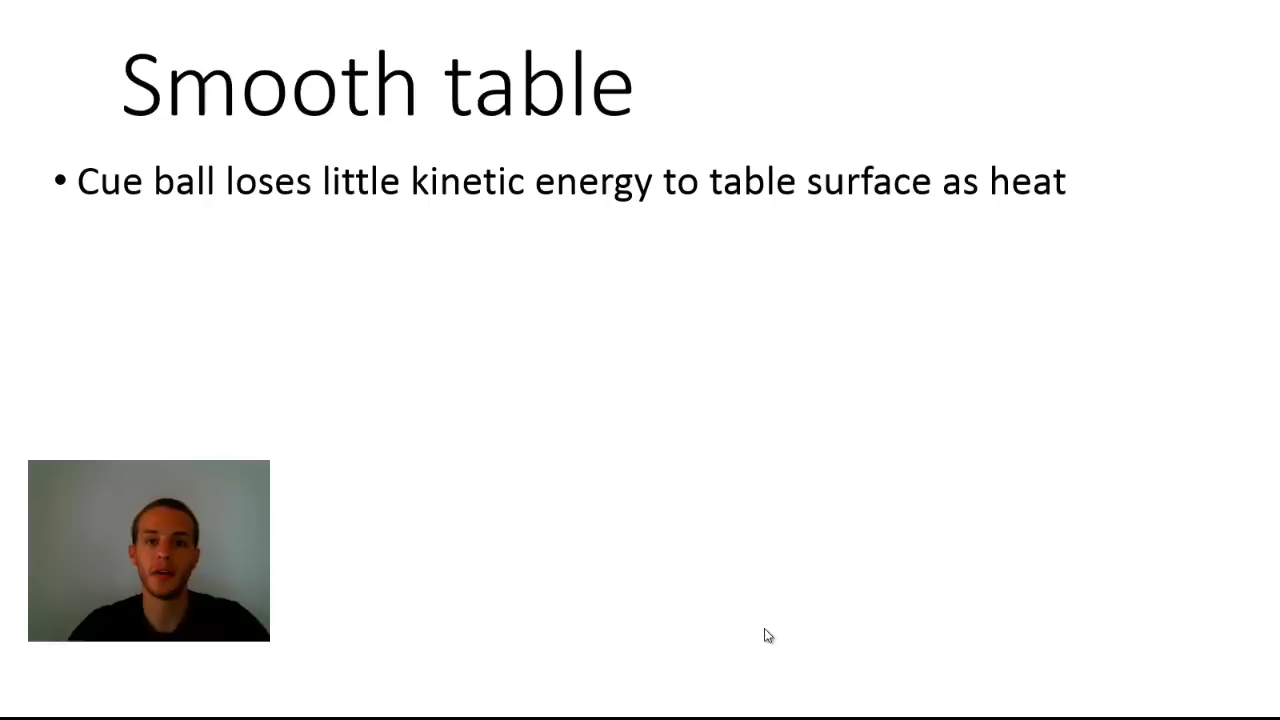 Smooth table
• Cue ball loses little kinetic energy to table surface as heat